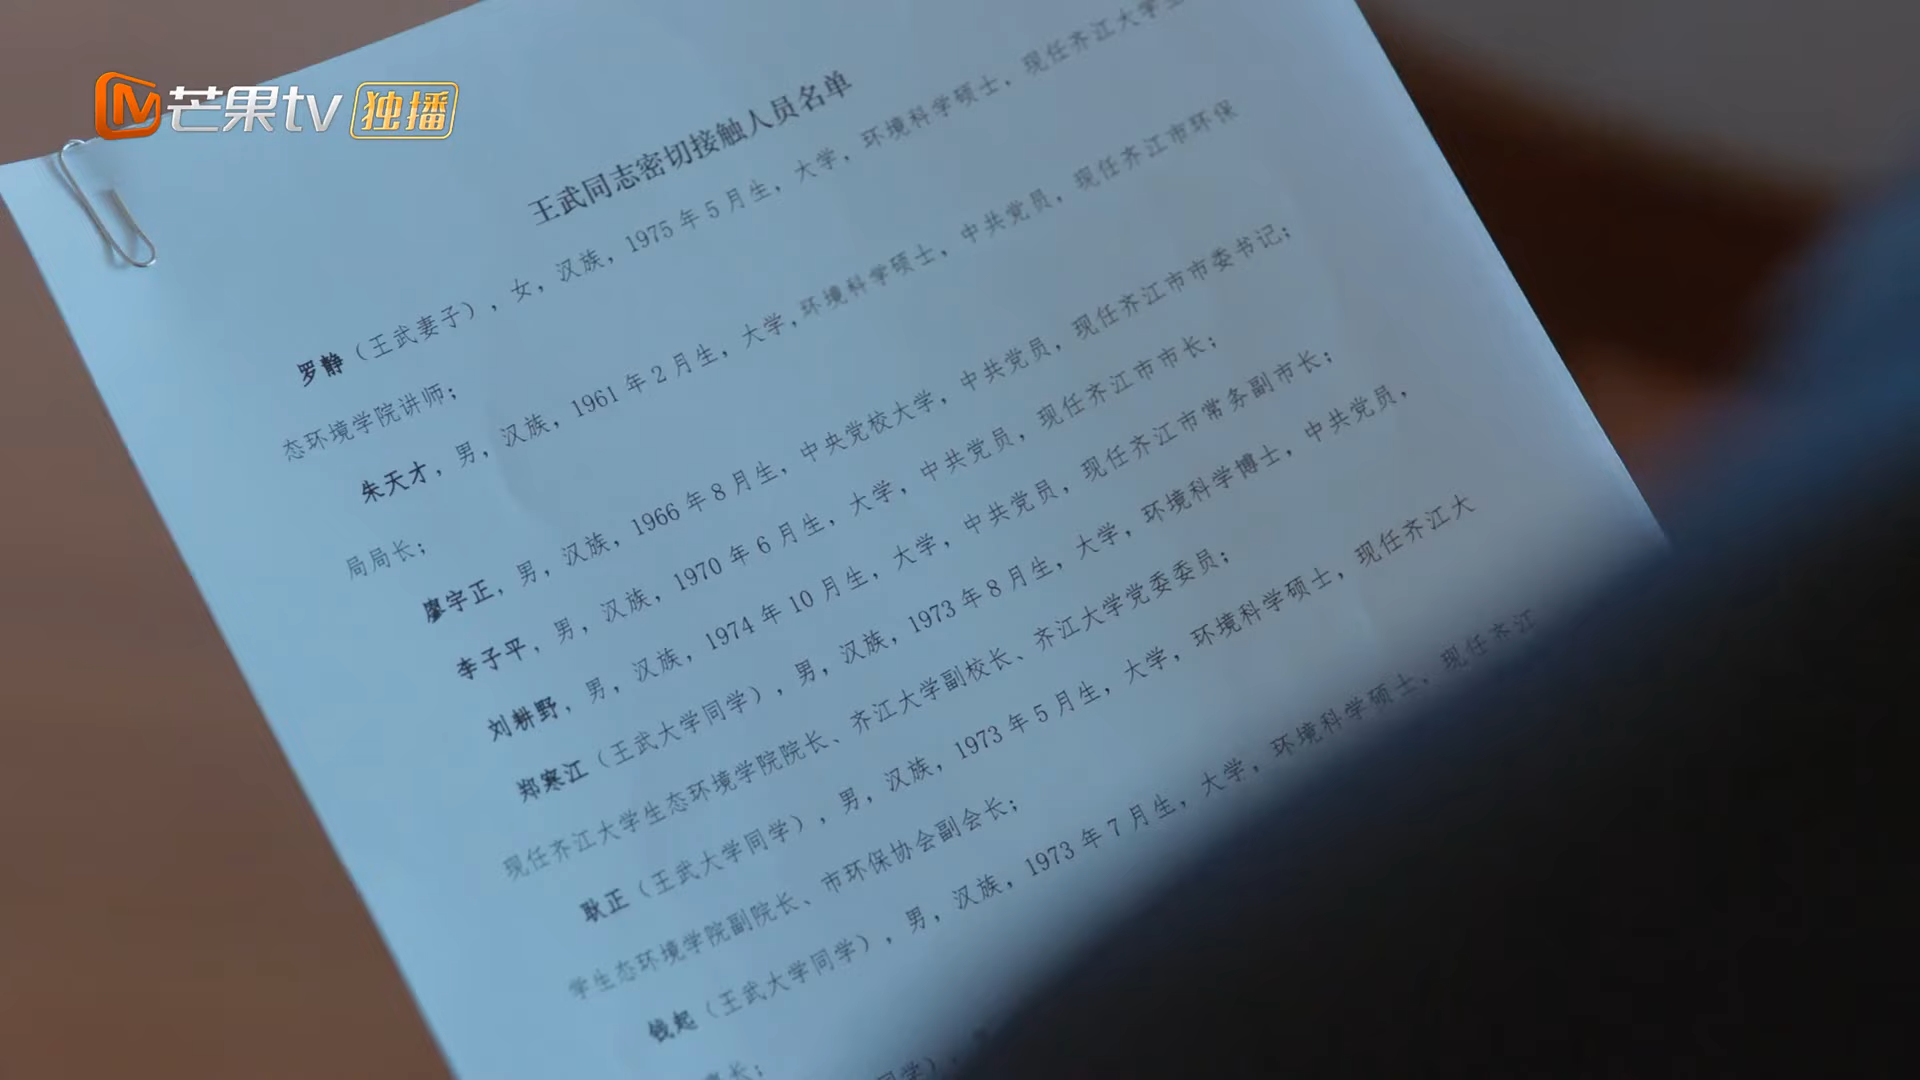 芒果tv 独播
王武同志密切接触人员名单
罗静（王武妻子），女，汉族，1975年5月生，大学，环境科学硕士，现任齐江大学生
态环境学院讲师；
朱天才，男，汉族，1961年2月生，大学，环境科学硕士，中共党员，现任齐江市环保
局局长；
廖宇正，男，汉族，1966年8月生，中央党校大学，中共党员，现任齐江市市委书记；
李子平，男，汉族，1970年6月生，大学，中共党员，现任齐江市市长；
刘耕野，男，汉族，1974年10月生，大学，中共党员，现任齐江市常务副市长；
郑寒江（王武大学同学），男，汉族，1973年8月生，大学，环境科学博士，中共党员，
现任齐江大学生态环境学院院长、齐江大学副校长、齐江大学党委委员；
耿正（王武大学同学），男，汉族，1973年5月生，大学，环境科学硕士，现任齐江大
学生态环境学院副院长、市环保协会副会长；
钱起（王武大学同学），男，汉族，1973年7月生，大学，环境科学硕士，现任齐江
长；
同学），